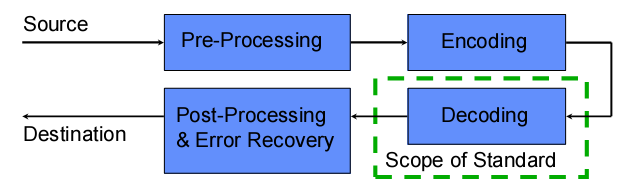 Source
Pre-Processing
Encoding
Post-Processing
& Error Recovery
Decoding
Destination
Scope of Standard